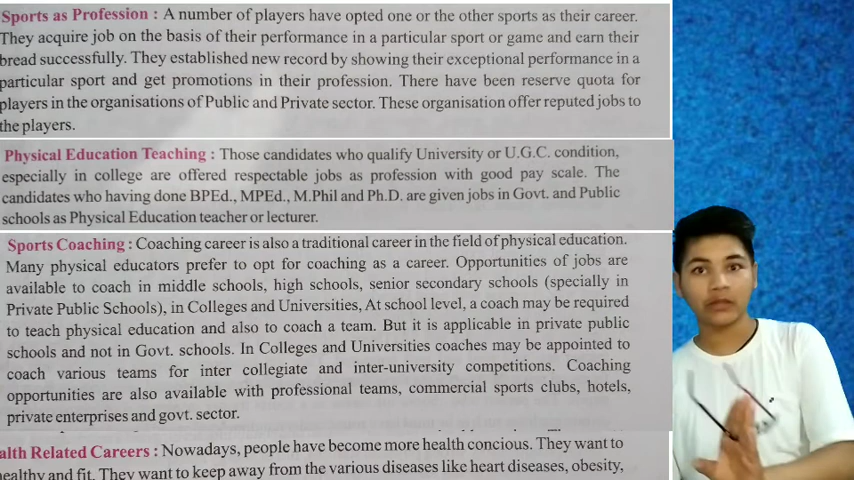 Sports as Profession : A number of players have opted one or the other sports as their career.
They acquire job on the basis of their performance in a particular sport or game and earn their
bread successfully. They established new record by showing their exceptional performance in a
particular sport and get promotions in their profession. There have been reserve quota for
players in the organisations of Public and Private sector. These organisation offer reputed jobs to
the players.
Physical Education Teaching : Those candidates who qualify University or U.G.C. condition,
especially in college are offered respectable jobs as profession with good pay scale. The
candidates who having done BPEd., MPEd., M.Phil and Ph.D. are given jobs in Govt. and Public
schools as Physical Education teacher or lecturer.
Sports Coaching : Coaching career is also a traditional career in the field of physical education.
Many physical educators prefer to opt for coaching as a career. Opportunities of jobs are
available to coach in middle schools, high schools, senior secondary schools (specially in
Private Public Schools), in Colleges and Universities, At school level, a coach may be required
to teach physical education and also to coach a team. But it is applicable in private public
schools and not in Govt. schools. In Colleges and Universities coaches may be appointed to
coach various teams for inter collegiate and inter-university competitions. Coaching
opportunities are also available with professional teams, commercial sports clubs, hotels,
private enterprises and govt. sector.
alth Related Careers : Nowadays, people have become more health concious. They want to
healthy and fit. They want to keep away from the various diseases like heart diseases, obesity,